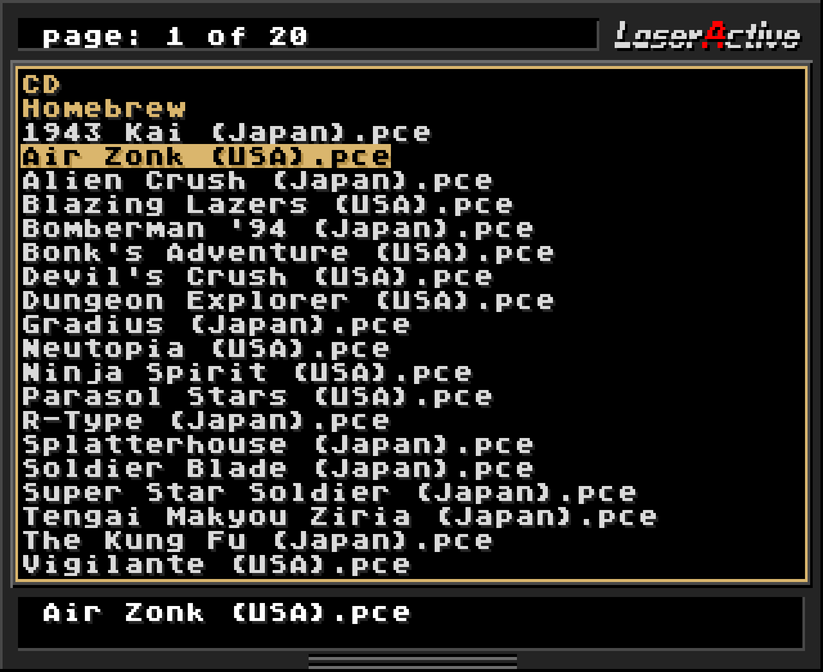 page: 1 of 20
LaserActive
CD
Homebrew
1943 Kai (Japan).pce
Air Zonk (USA).pce
Alien Crush (Japan).pce
Blazing Lazers (USA).pce
Bomberman '94 (Japan).pce
Bonk's Adventure (USA).pce
Devil's Crush (USA).pce
Dungeon Explorer (USA).pce
Gradius (Japan).pce
Neutopia (USA).pce
Ninja Spirit (USA).pce
Parasol Stars (USA).pce
R-Type (Japan).pce
Splatterhouse (Japan).pce
Soldier Blade (Japan).pce
Super Star Soldier (Japan).pce
Tengai Makyou Ziria (Japan).pce
The Kung Fu (Japan).pce
Vigilante (USA).pce
Air Zonk (USA).pce